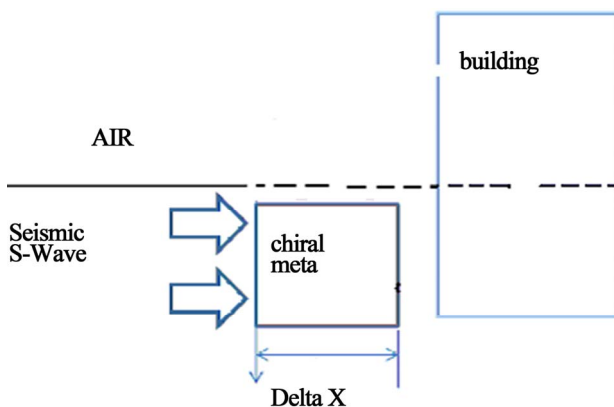 building
AIR
Seismic
S-Wave
chiral
meta
Delta X